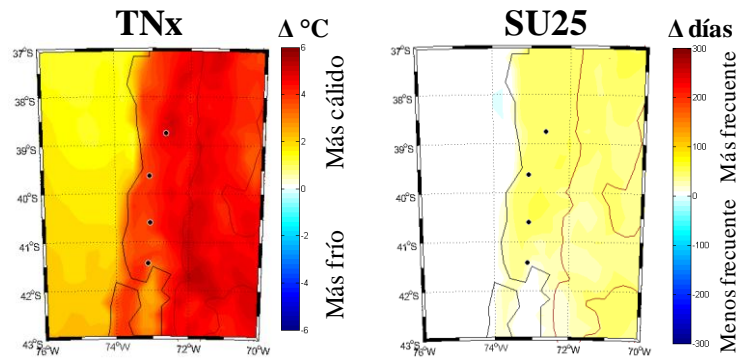 TNx
Δ °C
37°S
38°S
39°S
40°S
41°S
42°S
43°S
76°W
74°W
72°W
70°W
6
4
2
0
-2
-4
-6
Más cálido
Más frío
SU25
Δ días
37°S
38°S
39°S
40°S
41°S
42°S
43°S
76°W
74°W
72°W
70°W
300
200
100
0
-100
-200
-300
Más frecuente
Menos frecuente